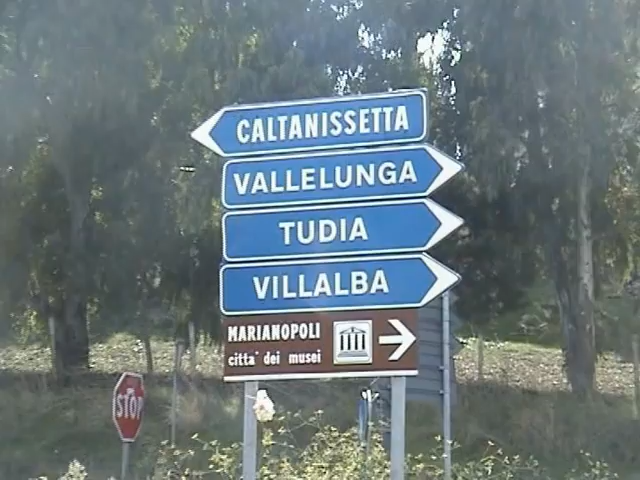 CALTANISSETTA
VALLELUNGA
TUDIA
VILLALBA
MARIANOPOLI
citta' dei musei
STOP